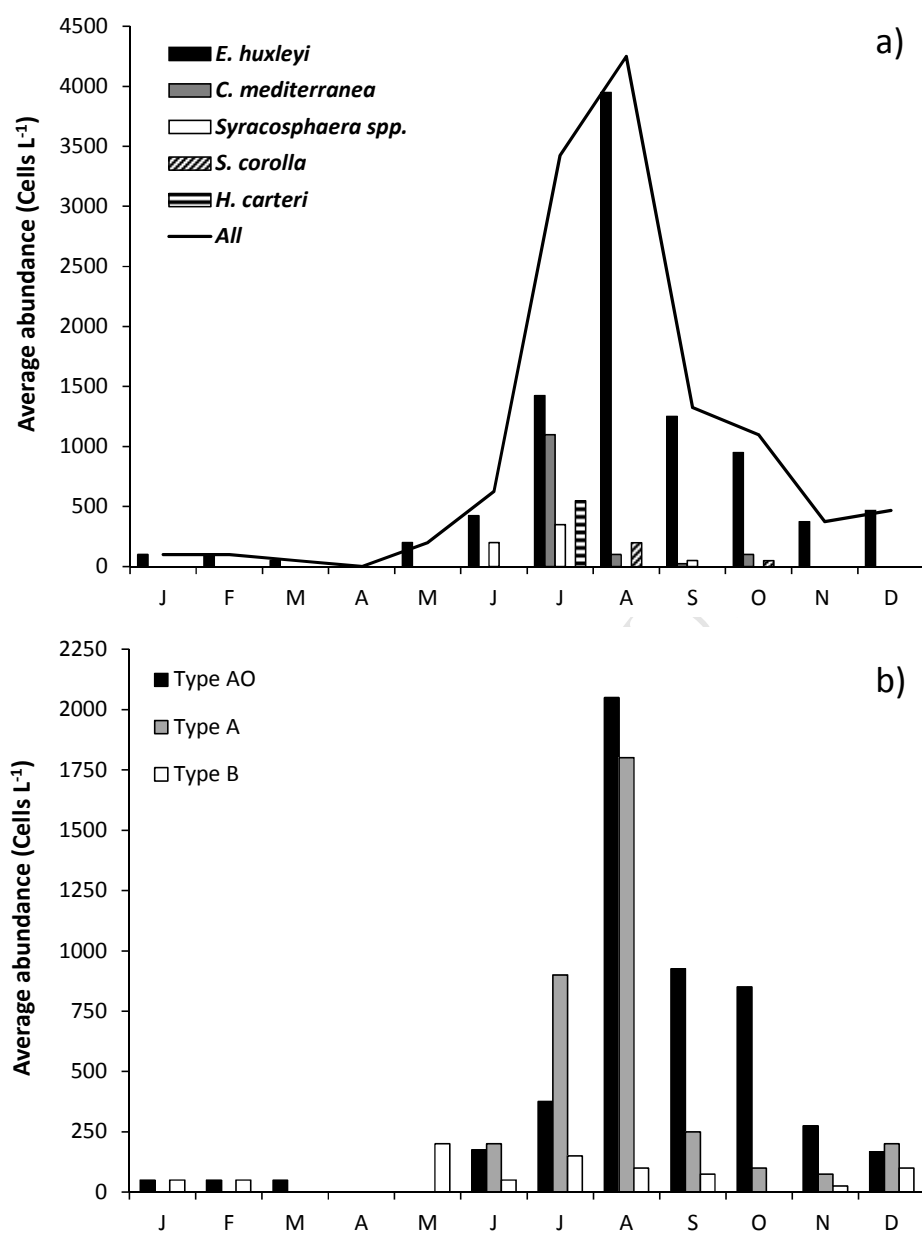 a)
4500
4000
3500
3000
2500
2000
1500
1000
500
0
Average abundance (Cells L⁻¹)
E. huxleyi
C. mediterranea
Syracosphaera spp.
S. corolla
H. carteri
All
J F M A M J J A S O N D
b)
2250
2000
1750
1500
1250
1000
750
500
250
0
Average abundance (Cells L⁻¹)
Type AO
Type A
Type B
J F M A M J J A S O N D